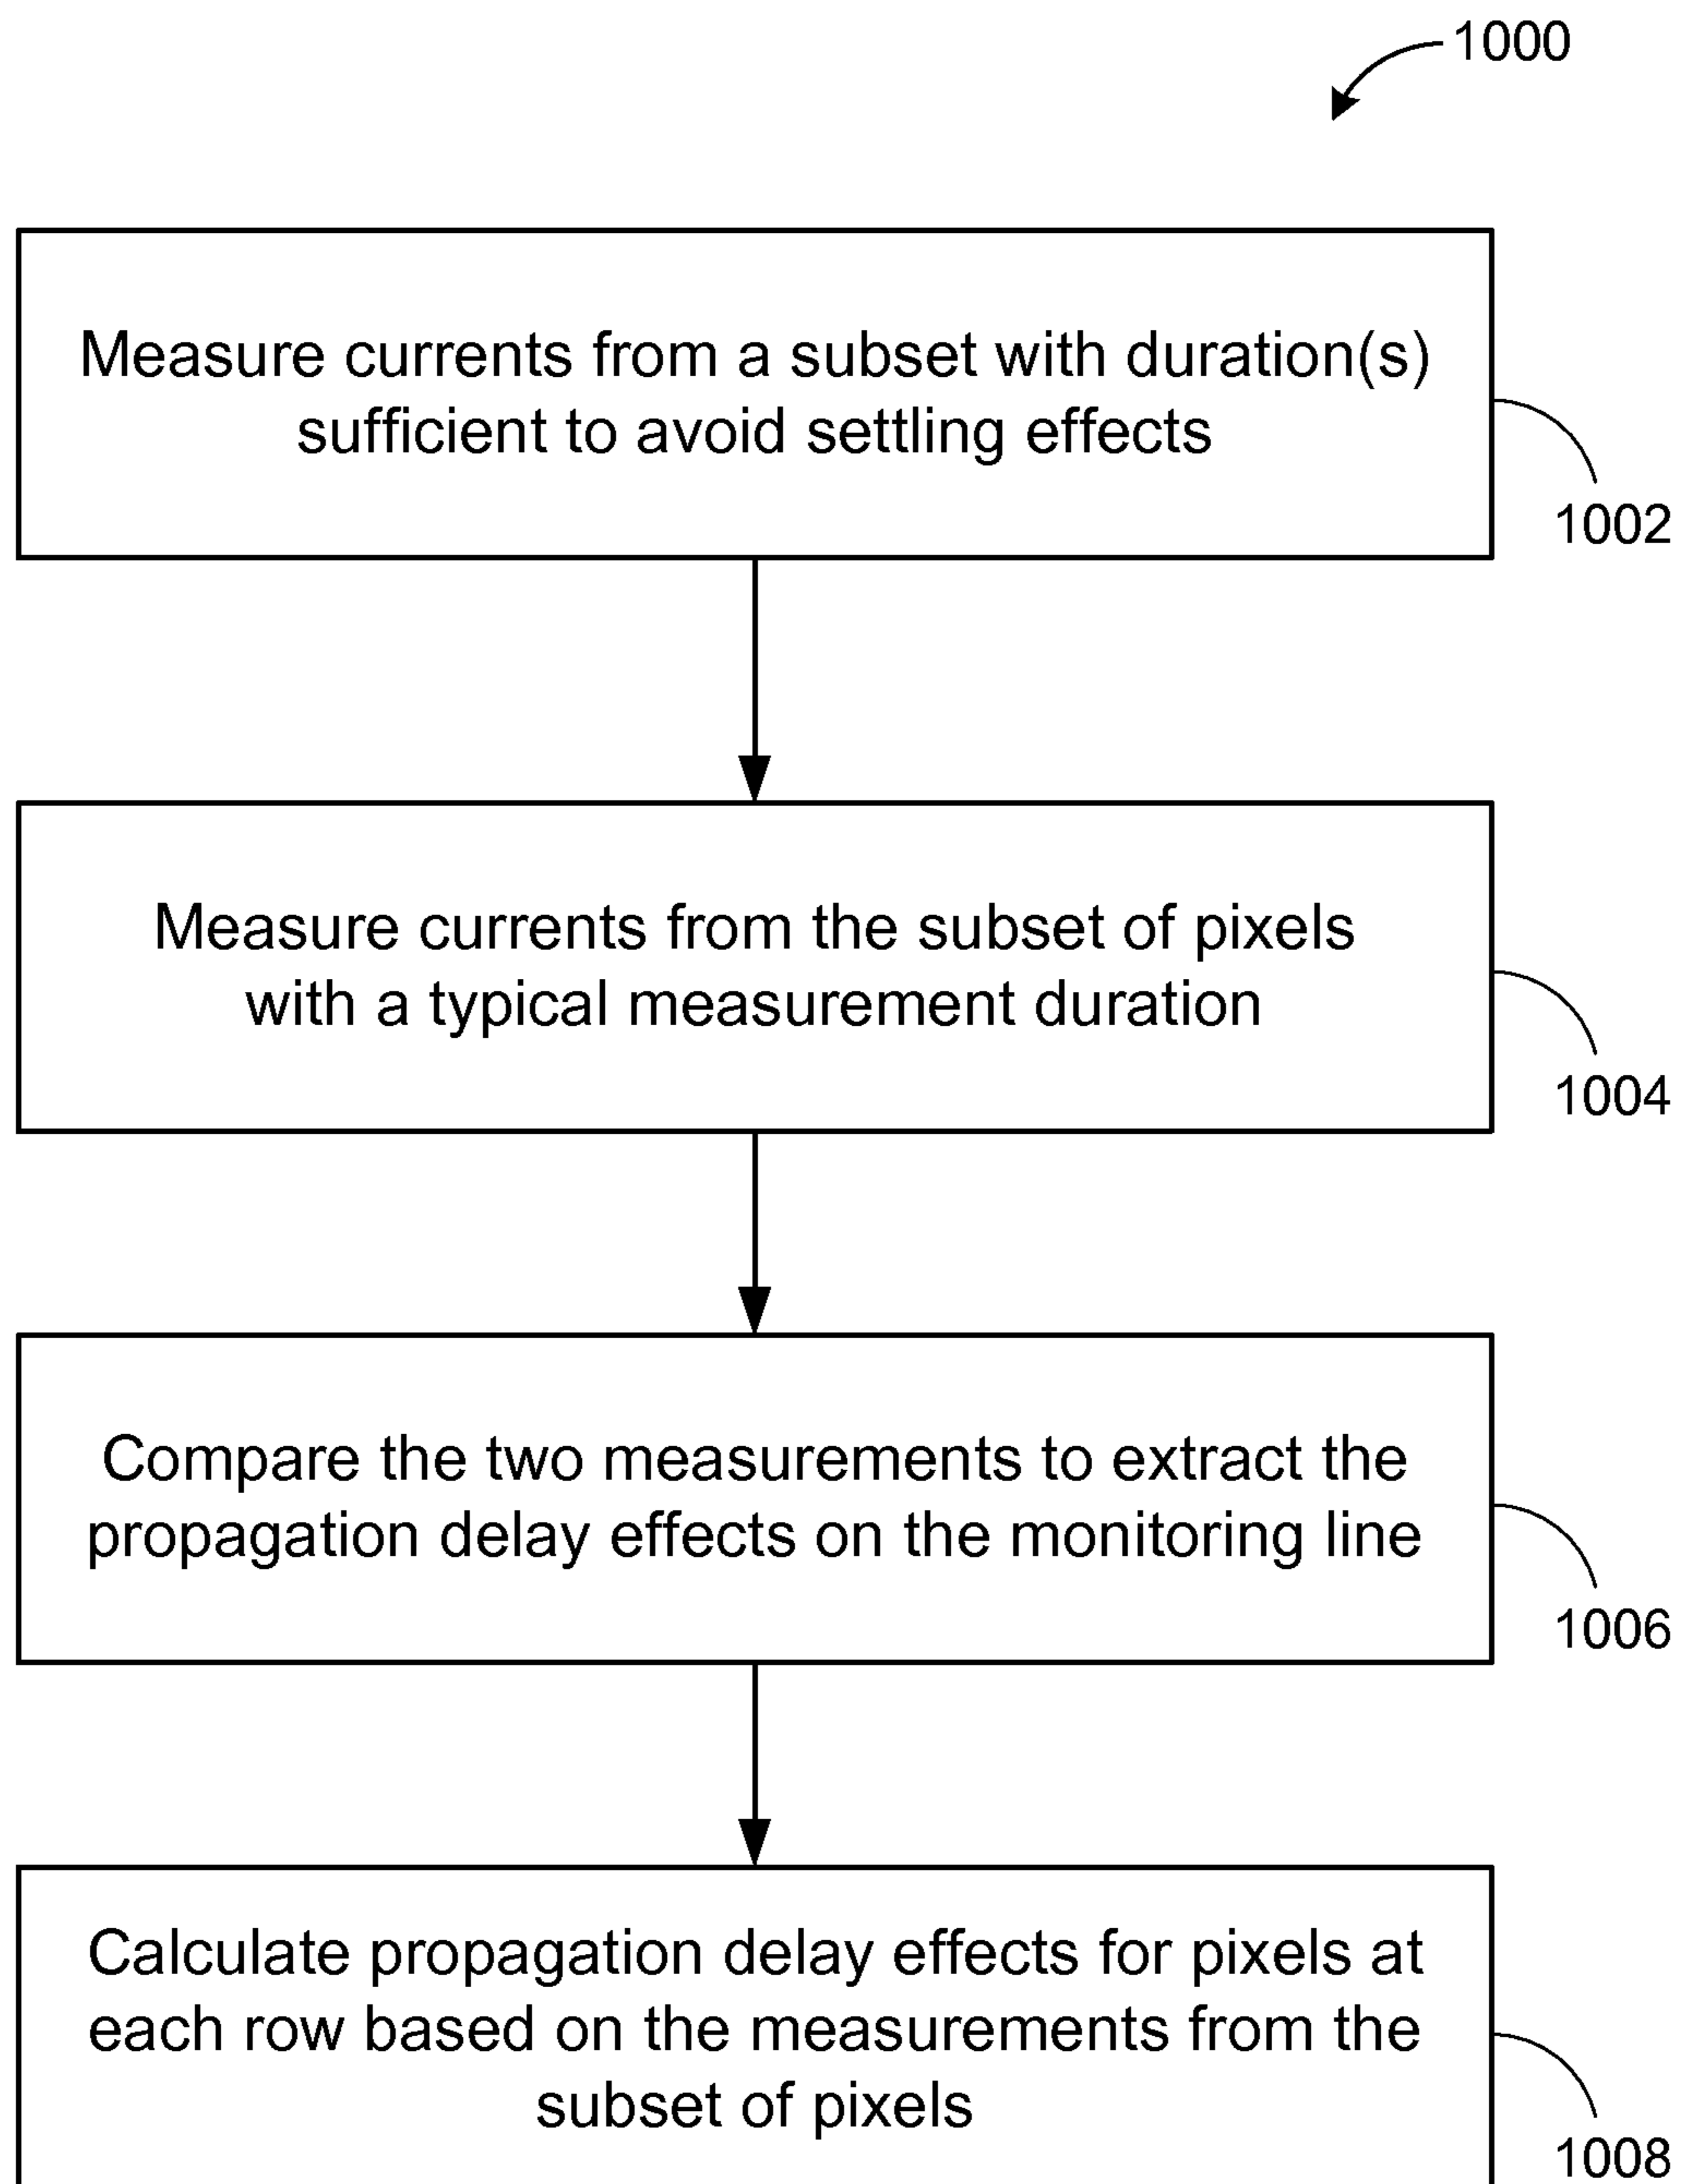 1000
Measure currents from a subset with duration(s)
sufficient to avoid settling effects
1002
Measure currents from the subset of pixels
with a typical measurement duration
1004
Compare the two measurements to extract the
propagation delay effects on the monitoring line
1006
Calculate propagation delay effects for pixels at
each row based on the measurements from the
subset of pixels
1008